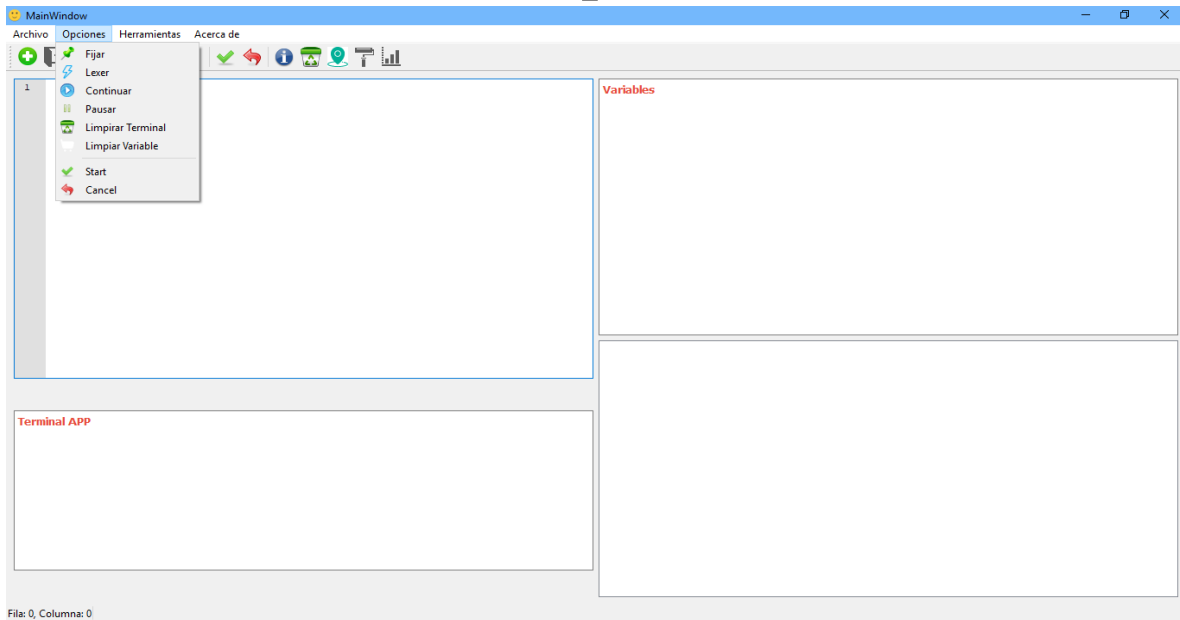 MainWindow
Archivo Opciones Herramientas Acerca de
Fijar
Lexer
Continuar
Pausar
Limpirar Terminal
Limpiar Variable
Start
Cancel
1
Variables
Terminal APP
Fila: 0, Columna: 0